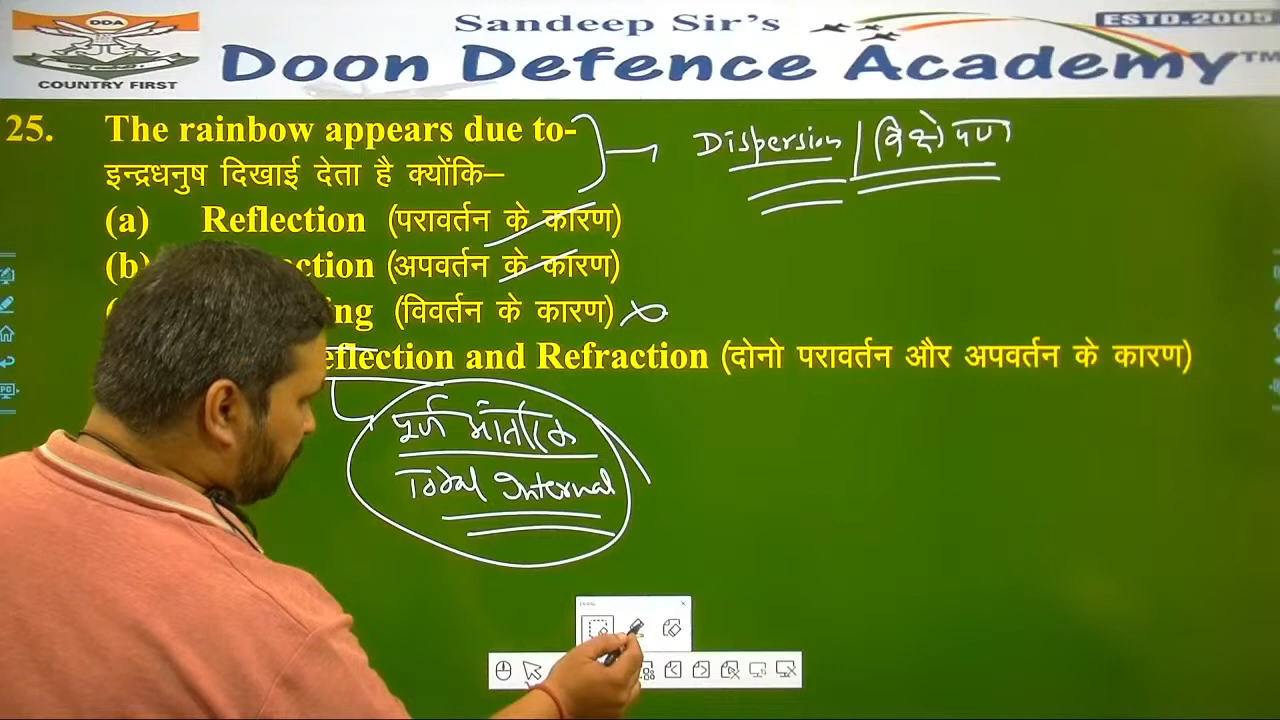 Sandeep Sir's
ESTD.2005
DDA
Doon Defence Academy™
COUNTRY FIRST
25. The rainbow appears due to-
इन्द्रधनुष दिखाई देता है क्योंकि–
Dispersion / विक्षेपण
(a) Reflection (परावर्तन के कारण)
(b) ction (अपवर्तन के कारण)
ing (विवर्तन के कारण)
eflection and Refraction (दोनो परावर्तन और अपवर्तन के कारण)
पूर्ण आंतरिक
Total Internal